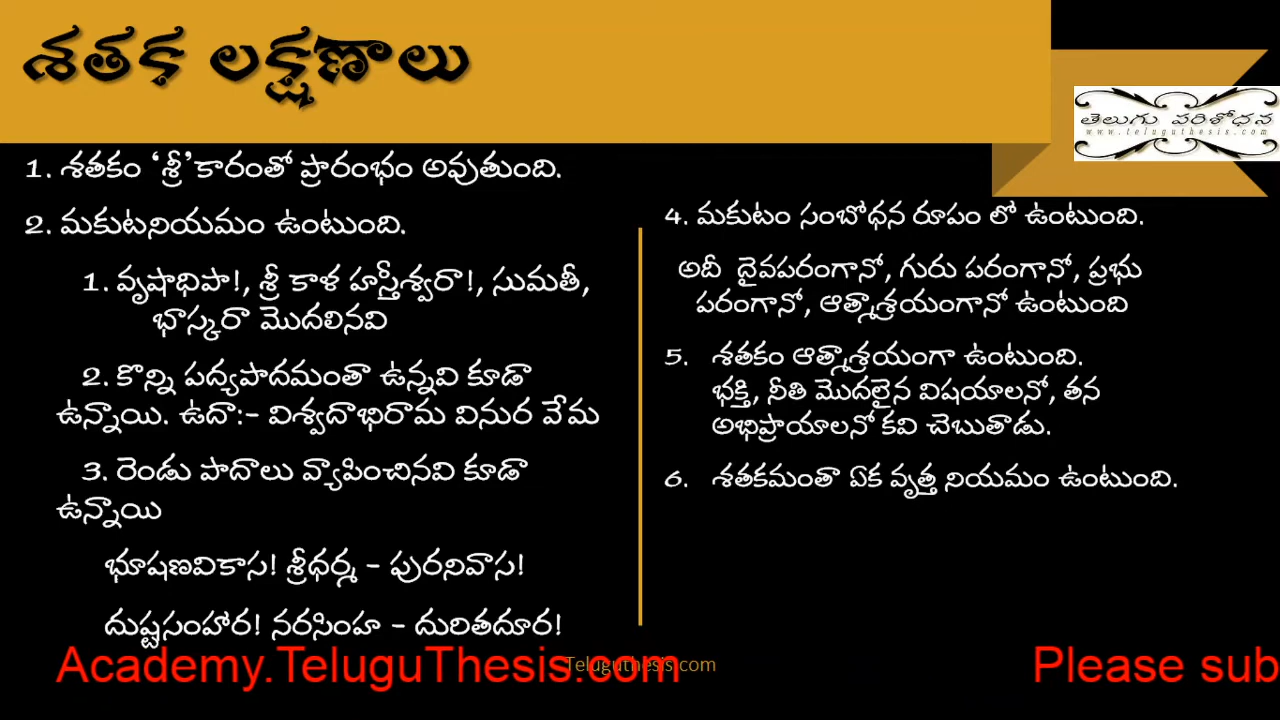 శతక లక్షణాలు
తెలుగు పరిశోధన
www.teluguthesis.com
1. శతకం ‘శ్రీ’కారంతో ప్రారంభం అవుతుంది.
2. మకుటనియమం ఉంటుంది.
1. వృషాధిపా!, శ్రీ కాళ హస్తీశ్వరా!, సుమతీ,
భాస్కరా మొదలినవి
2. కొన్ని పద్యపాదమంతా ఉన్నవి కూడా
ఉన్నాయి. ఉదా:- విశ్వదాభిరామ వినుర వేమ
3. రెండు పాదాలు వ్యాపించినవి కూడా
ఉన్నాయి
భూషణవికాస! శ్రీధర్మ – పురనివాస!
దుష్టసంహార! నరసింహ – దురితదూర!
4. మకుటం సంబోధన రూపం లో ఉంటుంది.
అదీ దైవపరంగానో, గురు పరంగానో, ప్రభు
పరంగానో, ఆత్మాశ్రయంగానో ఉంటుంది
5. శతకం ఆత్మాశ్రయంగా ఉంటుంది.
భక్తి, నీతి మొదలైన విషయాలనో, తన
అభిప్రాయాలనో కవి చెబుతాడు.
6. శతకమంతా ఏక వృత్త నియమం ఉంటుంది.
Academy.TeluguThesis.com
Teluguthesis.com
Please sub